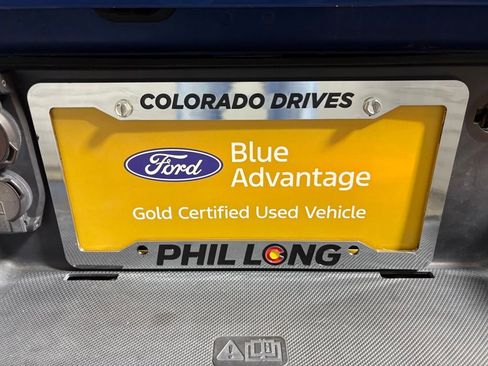 COLORADO DRIVES
Ford
Blue
Advantage
Gold Certified Used Vehicle
PHIL LONG